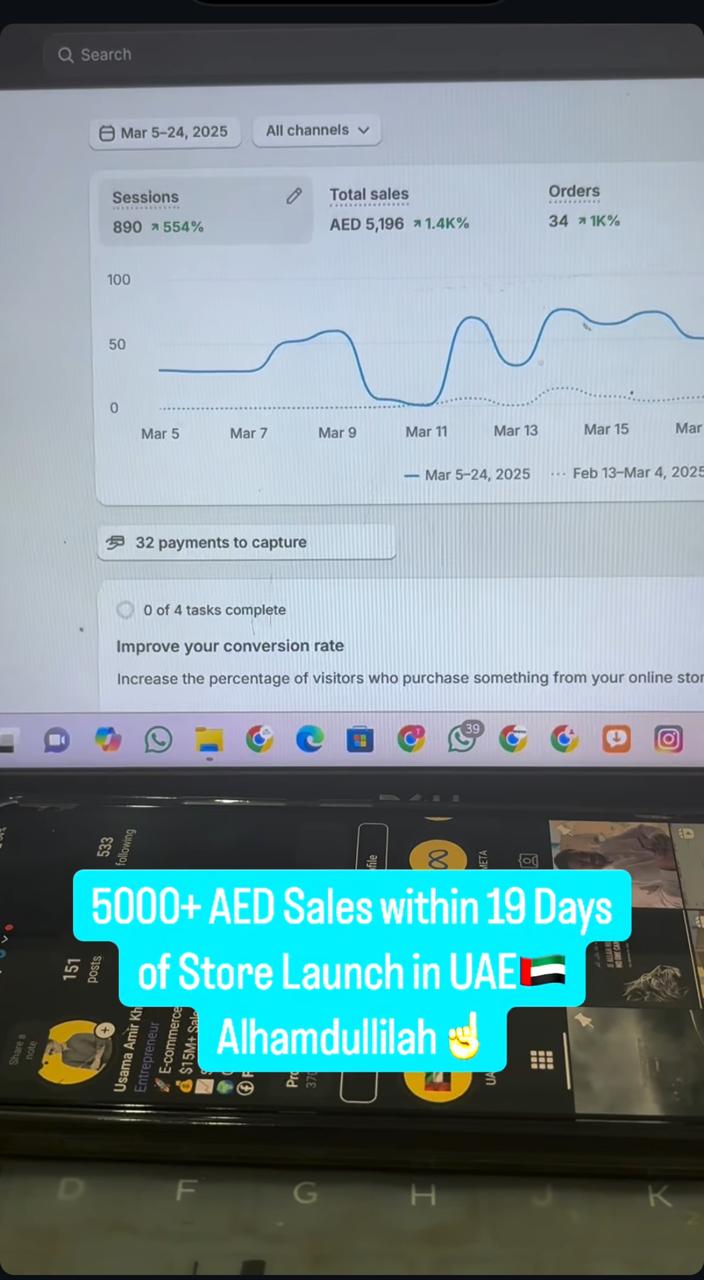 Search
Mar 5–24, 2025 All channels
Sessions Total sales Orders
890 ↗ 554% AED 5,196 ↗ 1.4K% 34 ↗ 1K%
100
50
0
Mar 5 Mar 7 Mar 9 Mar 11 Mar 13 Mar 15 Mar
Mar 5–24, 2025 Feb 13–Mar 4, 2025
32 payments to capture
0 of 4 tasks complete
Improve your conversion rate
Increase the percentage of visitors who purchase something from your online stor
39
533
following
151
posts
Share a
note
Usama Amir Kh
Entrepreneur
🚀 E-commerce
💰 $15M+ Sal
META
5000+ AED Sales within 19 Days
of Store Launch in UAE🇦🇪
Alhamdullilah ☝️
D F G H J K